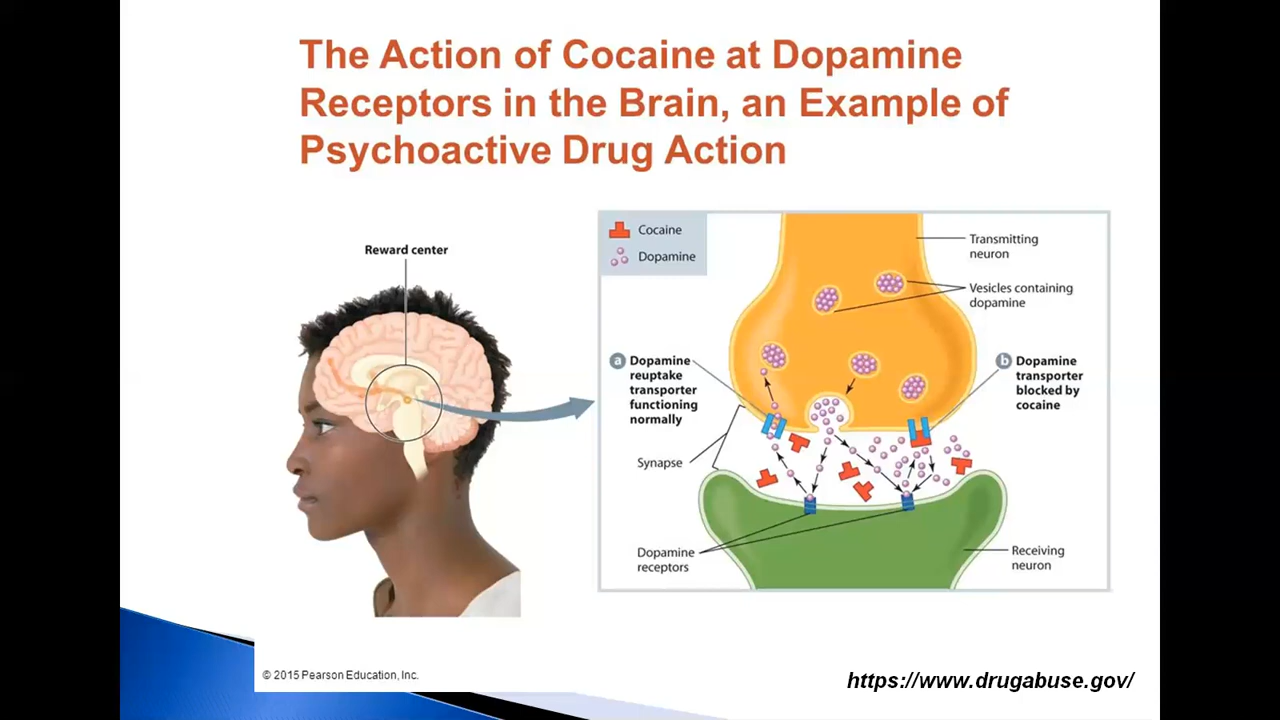 The Action of Cocaine at Dopamine
Receptors in the Brain, an Example of
Psychoactive Drug Action
Reward center
Cocaine
Dopamine
Transmitting
neuron
Vesicles containing
dopamine
a Dopamine
reuptake
transporter
functioning
normally
b Dopamine
transporter
blocked by
cocaine
Synapse
Dopamine
receptors
Receiving
neuron
© 2015 Pearson Education, Inc.
https://www.drugabuse.gov/